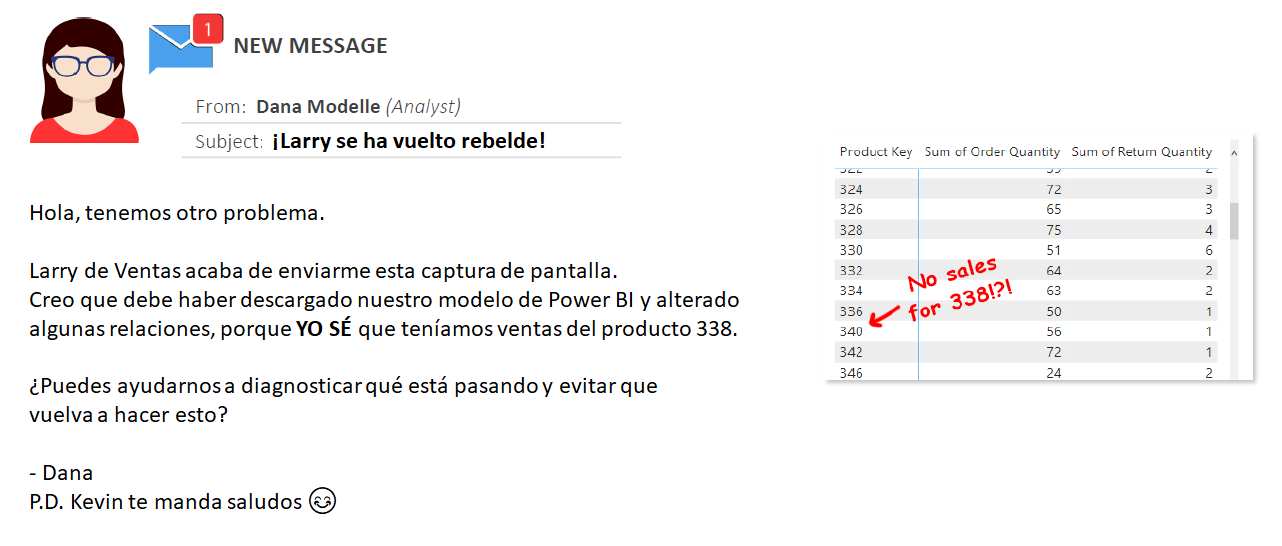 1
NEW MESSAGE
From: Dana Modelle (Analyst)
Subject: ¡Larry se ha vuelto rebelde!
Hola, tenemos otro problema.
Larry de Ventas acaba de enviarme esta captura de pantalla.
Creo que debe haber descargado nuestro modelo de Power BI y alterado
algunas relaciones, porque YO SÉ que teníamos ventas del producto 338.
¿Puedes ayudarnos a diagnosticar qué está pasando y evitar que
vuelva a hacer esto?
- Dana
P.D. Kevin te manda saludos
Product Key Sum of Order Quantity Sum of Return Quantity
324 72 3
326 65 3
328 75 4
330 51 6
332 64 2
334 63 2
336 50 1
340 56 1
342 72 1
346 24 2
No sales
for 338!?!